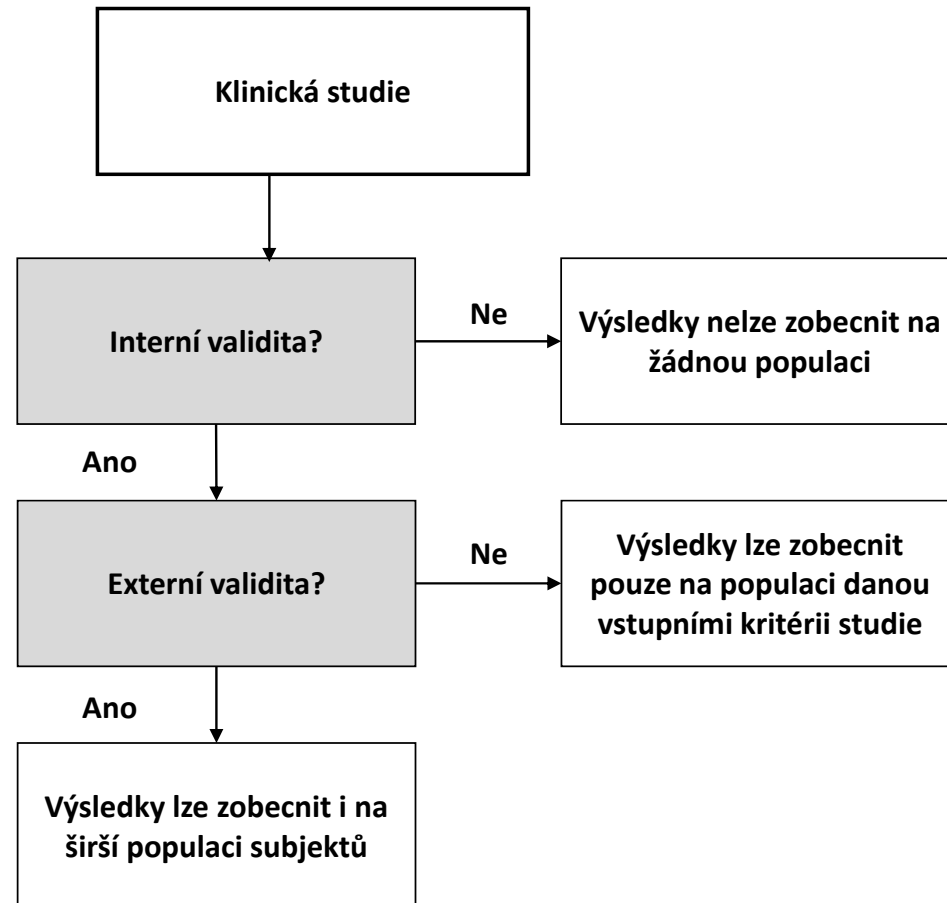 Klinická studie
Interní validita?
Ne
Výsledky nelze zobecnit na
žádnou populaci
Ano
Externí validita?
Ne
Výsledky lze zobecnit
pouze na populaci danou
vstupními kritérii studie
Ano
Výsledky lze zobecnit i na
širší populaci subjektů